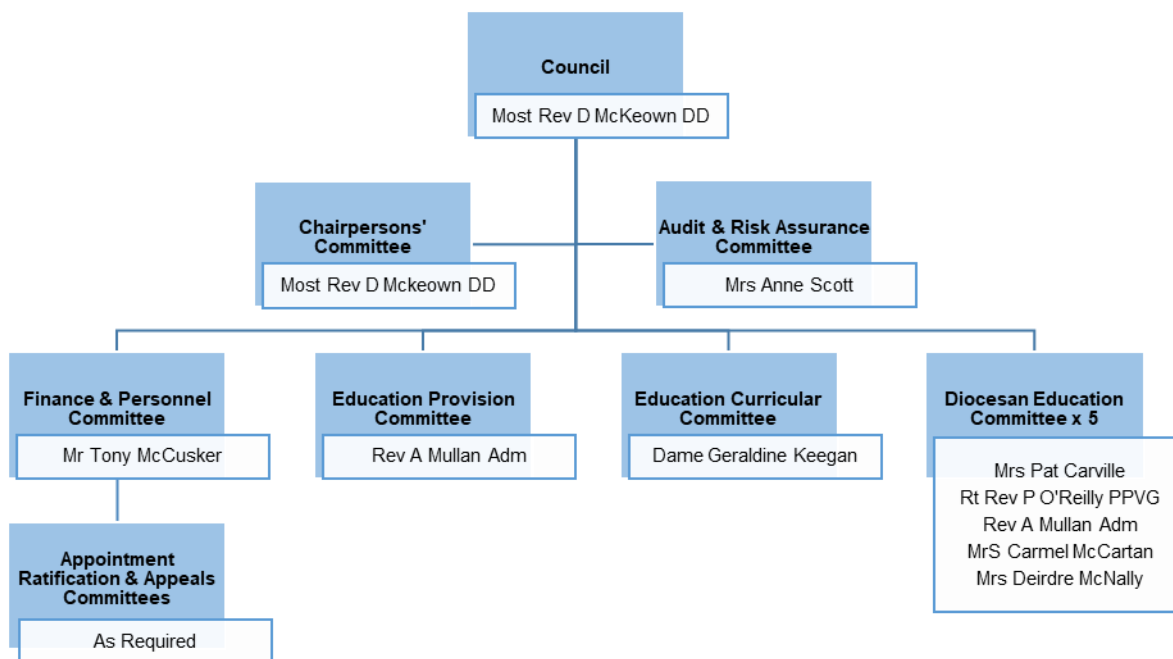 Council
Most Rev D McKeown DD
Chairpersons'
Committee
Most Rev D Mckeown DD
Audit & Risk Assurance
Committee
Mrs Anne Scott
Finance & Personnel
Committee
Mr Tony McCusker
Education Provision
Committee
Rev A Mullan Adm
Education Curricular
Committee
Dame Geraldine Keegan
Diocesan Education
Committee x 5
Mrs Pat Carville
Rt Rev P O'Reilly PPVG
Rev A Mullan Adm
MrS Carmel McCartan
Mrs Deirdre McNally
Appointment
Ratification & Appeals
Committees
As Required